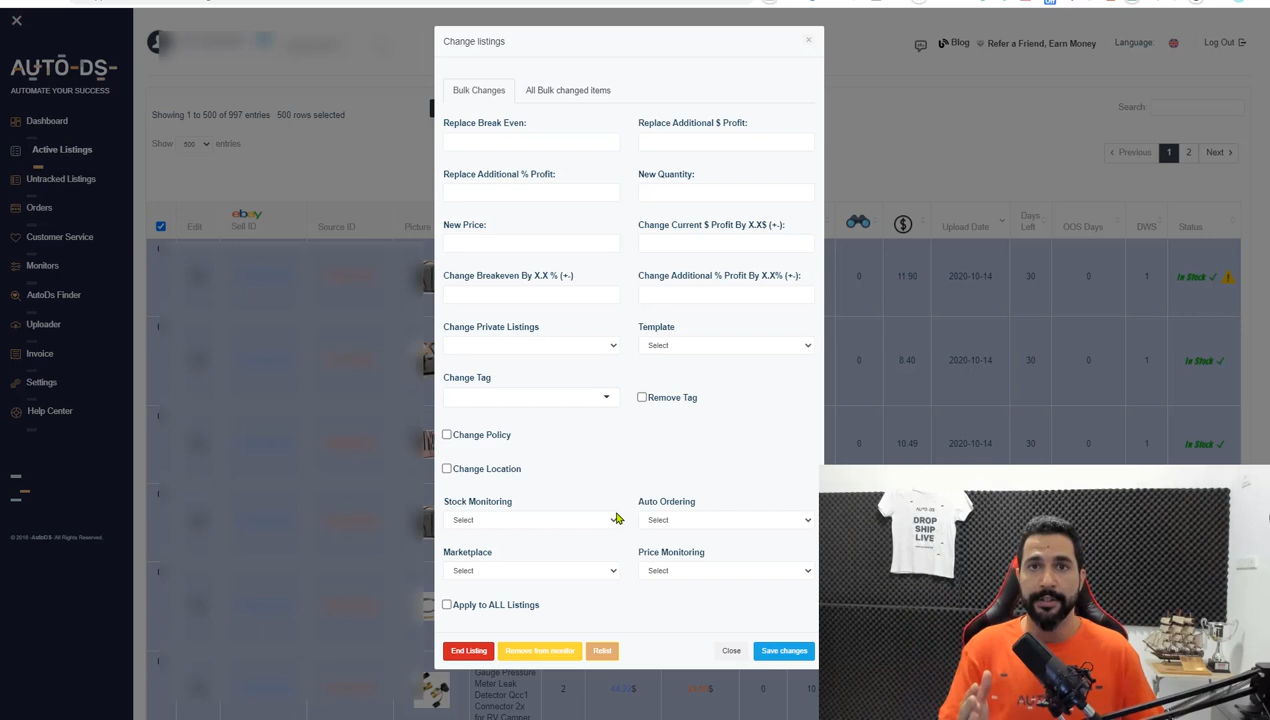 Change listings
×
Blog
Refer a Friend, Earn Money
Language:
Log Out
AUTO-DS
AUTOMATE YOUR SUCCESS
Dashboard
Active Listings
Untracked Listings
Orders
Customer Service
Monitors
AutoDs Finder
Uploader
Invoice
Settings
Help Center
© 2018 -AutoDS- All Rights Reserved.
Showing 1 to 500 of 997 entries 500 rows selected
Show 500 entries
Search:
Previous 1 2 Next
Edit
ebay
Sell ID
Source ID
Picture
Upload Date
Days Left
OOS Days
DWS
Status
0 11.90 2020-10-14 30 0 1 In Stock
0 8.40 2020-10-14 30 0 1 In Stock
0 10.49 2020-10-14 30 0 1 In Stock
Bulk Changes
All Bulk changed items
Replace Break Even:
Replace Additional $ Profit:
Replace Additional % Profit:
New Quantity:
New Price:
Change Current $ Profit By X.X$ (+-):
Change Breakeven By X.X % (+-)
Change Additional % Profit By X.X% (+-):
Change Private Listings
Template
Select
Change Tag
Remove Tag
Change Policy
Change Location
Stock Monitoring
Auto Ordering
Select
Select
Marketplace
Price Monitoring
Select
Select
Apply to ALL Listings
End Listing
Remove from monitor
Relist
Close
Save changes
Gauge Pressure
Meter Leak
Detector Qcc1
Connector 2x
for RV Camper
2
0
10
AUTO-DS
DROP
SHIP
LIVE